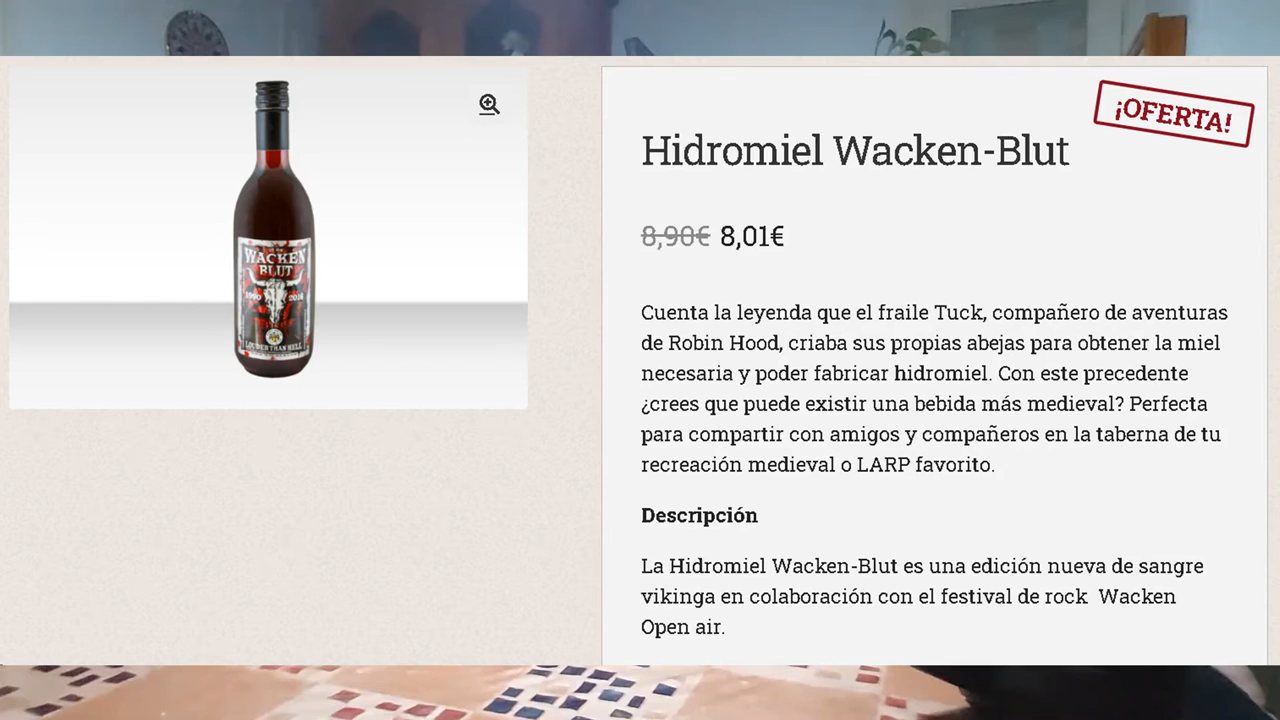 ¡OFERTA!
Hidromiel Wacken-Blut
8,90€ 8,01€
Cuenta la leyenda que el fraile Tuck, compañero de aventuras
de Robin Hood, criaba sus propias abejas para obtener la miel
necesaria y poder fabricar hidromiel. Con este precedente
¿crees que puede existir una bebida más medieval? Perfecta
para compartir con amigos y compañeros en la taberna de tu
recreación medieval o LARP favorito.
Descripción
La Hidromiel Wacken-Blut es una edición nueva de sangre
vikinga en colaboración con el festival de rock Wacken
Open air.
WACKEN
BLUT
1990
LOUDER THAN HELL